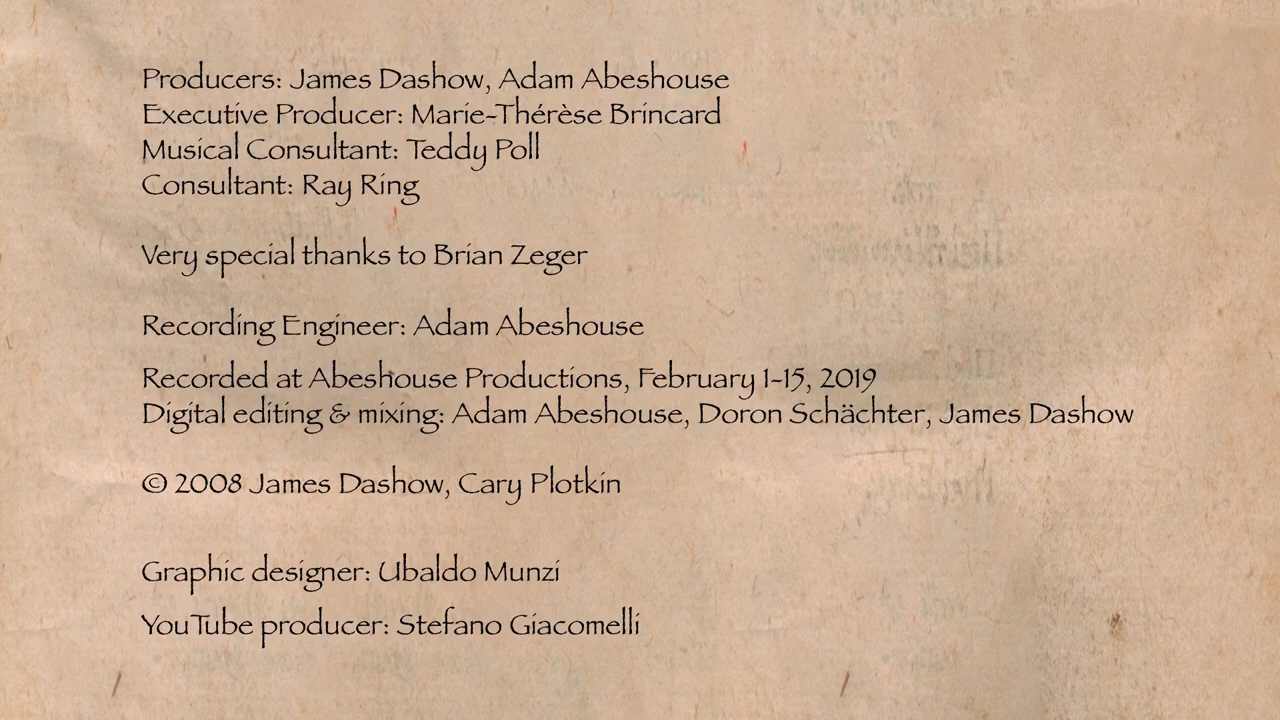 Producers: James Dashow, Adam Abeshouse
Executive Producer: Marie-Thérèse Brincard
Musical Consultant: Teddy Poll
Consultant: Ray Ring
Very special thanks to Brian Zeger
Recording Engineer: Adam Abeshouse
Recorded at Abeshouse Productions, February 1-15, 2019
Digital editing & mixing: Adam Abeshouse, Doron Schächter, James Dashow
© 2008 James Dashow, Cary Plotkin
Graphic designer: Ubaldo Munzi
YouTube producer: Stefano Giacomelli